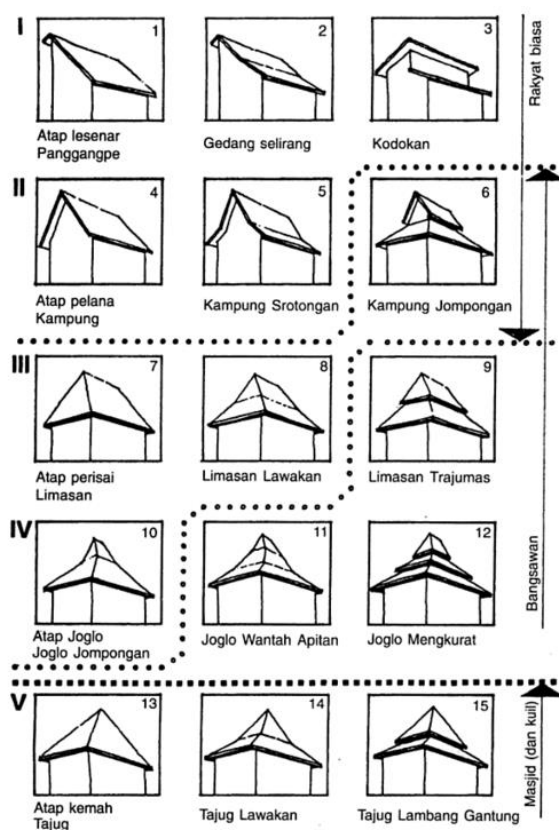 I
1
2
3
Atap lesenar
Panggangpe
Gedang selirang
Kodokan
Rakyat biasa
II
4
5
6
Atap pelana
Kampung
Kampung Srotongan
Kampung Jompongan
III
7
8
9
Atap perisai
Limasan
Limasan Lawakan
Limasan Trajumas
IV
10
11
12
Atap Joglo
Joglo Jompongan
Joglo Wantah Apitan
Joglo Mengkurat
Bangsawan
V
13
14
15
Atap kemah
Tajug
Tajug Lawakan
Tajug Lambang Gantung
Masjid (dan kuil)